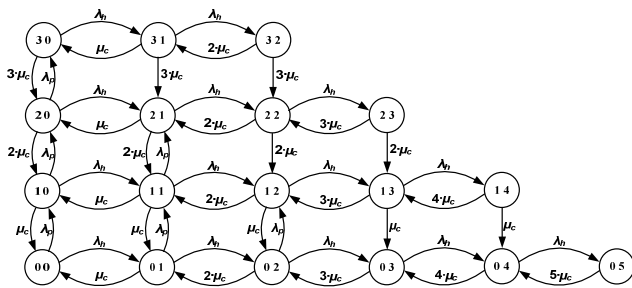 λh λh
3 0 3 1 3 2
μc 2·μc
3·μc λp 3·μc 3·μc
λh λh λh
2 0 2 1 2 2 2 3
μc 2·μc 3·μc
2·μc λp 2·μc λp 2·μc 2·μc
λh λh λh λh
1 0 1 1 1 2 1 3 1 4
μc 2·μc 3·μc 4·μc
μc λp μc λp μc λp μc μc
λh λh λh λh λh
0 0 0 1 0 2 0 3 0 4 0 5
μc 2·μc 3·μc 4·μc 5·μc